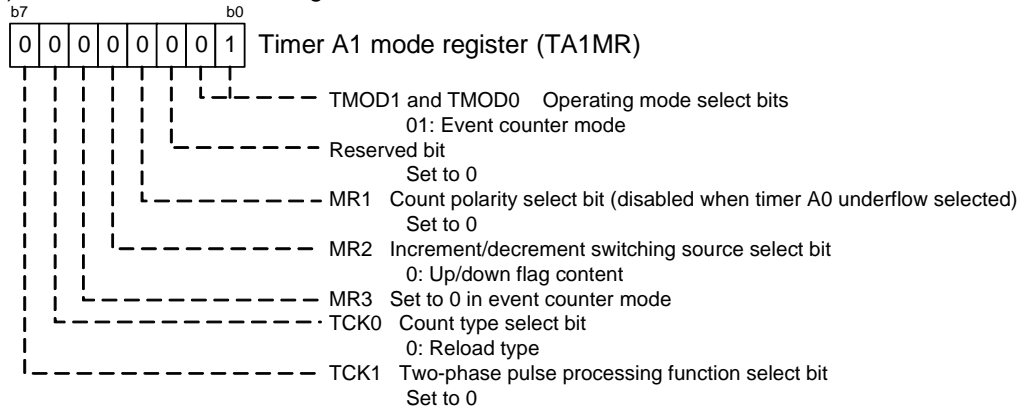 b7 b0
0 0 0 0 0 0 0 1 Timer A1 mode register (TA1MR)
TMOD1 and TMOD0 Operating mode select bits
01: Event counter mode
Reserved bit
Set to 0
MR1 Count polarity select bit (disabled when timer A0 underflow selected)
Set to 0
MR2 Increment/decrement switching source select bit
0: Up/down flag content
MR3 Set to 0 in event counter mode
TCK0 Count type select bit
0: Reload type
TCK1 Two-phase pulse processing function select bit
Set to 0